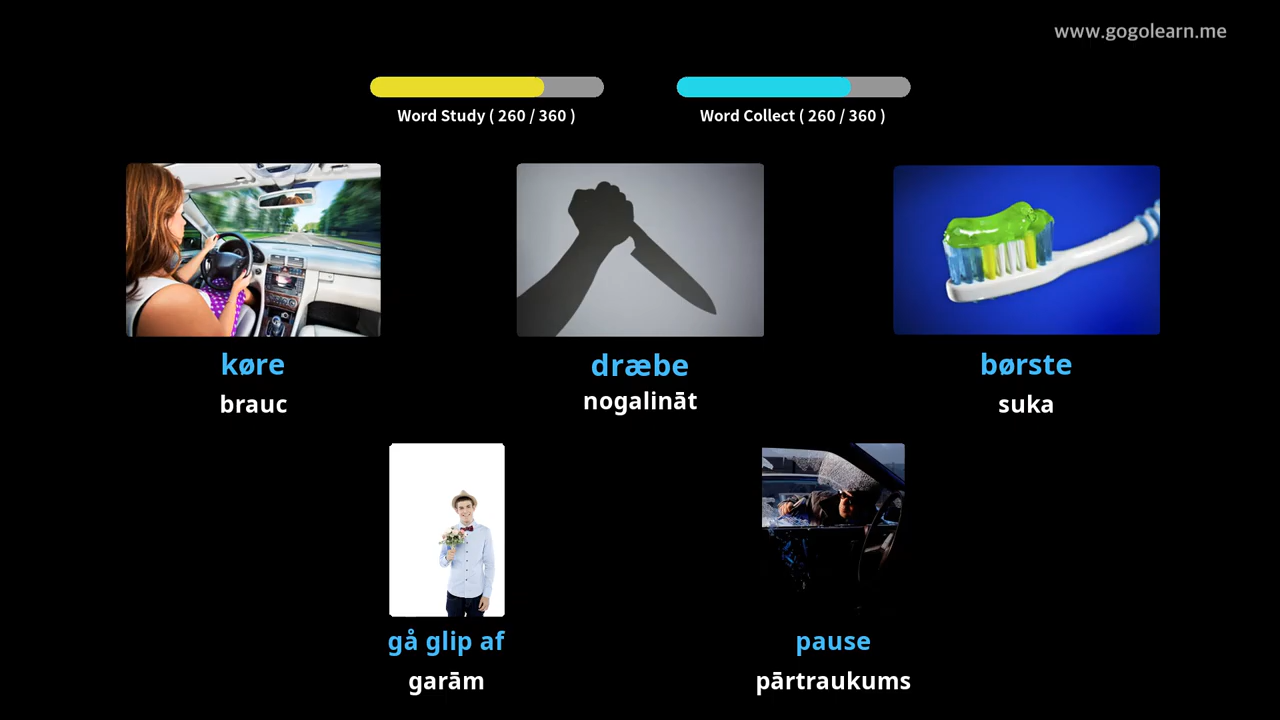 www.gogolearn.me
Word Study ( 260 / 360 )
Word Collect ( 260 / 360 )
køre
dræbe
børste
brauc
nogalināt
suka
gå glip af
pause
garām
pārtraukums